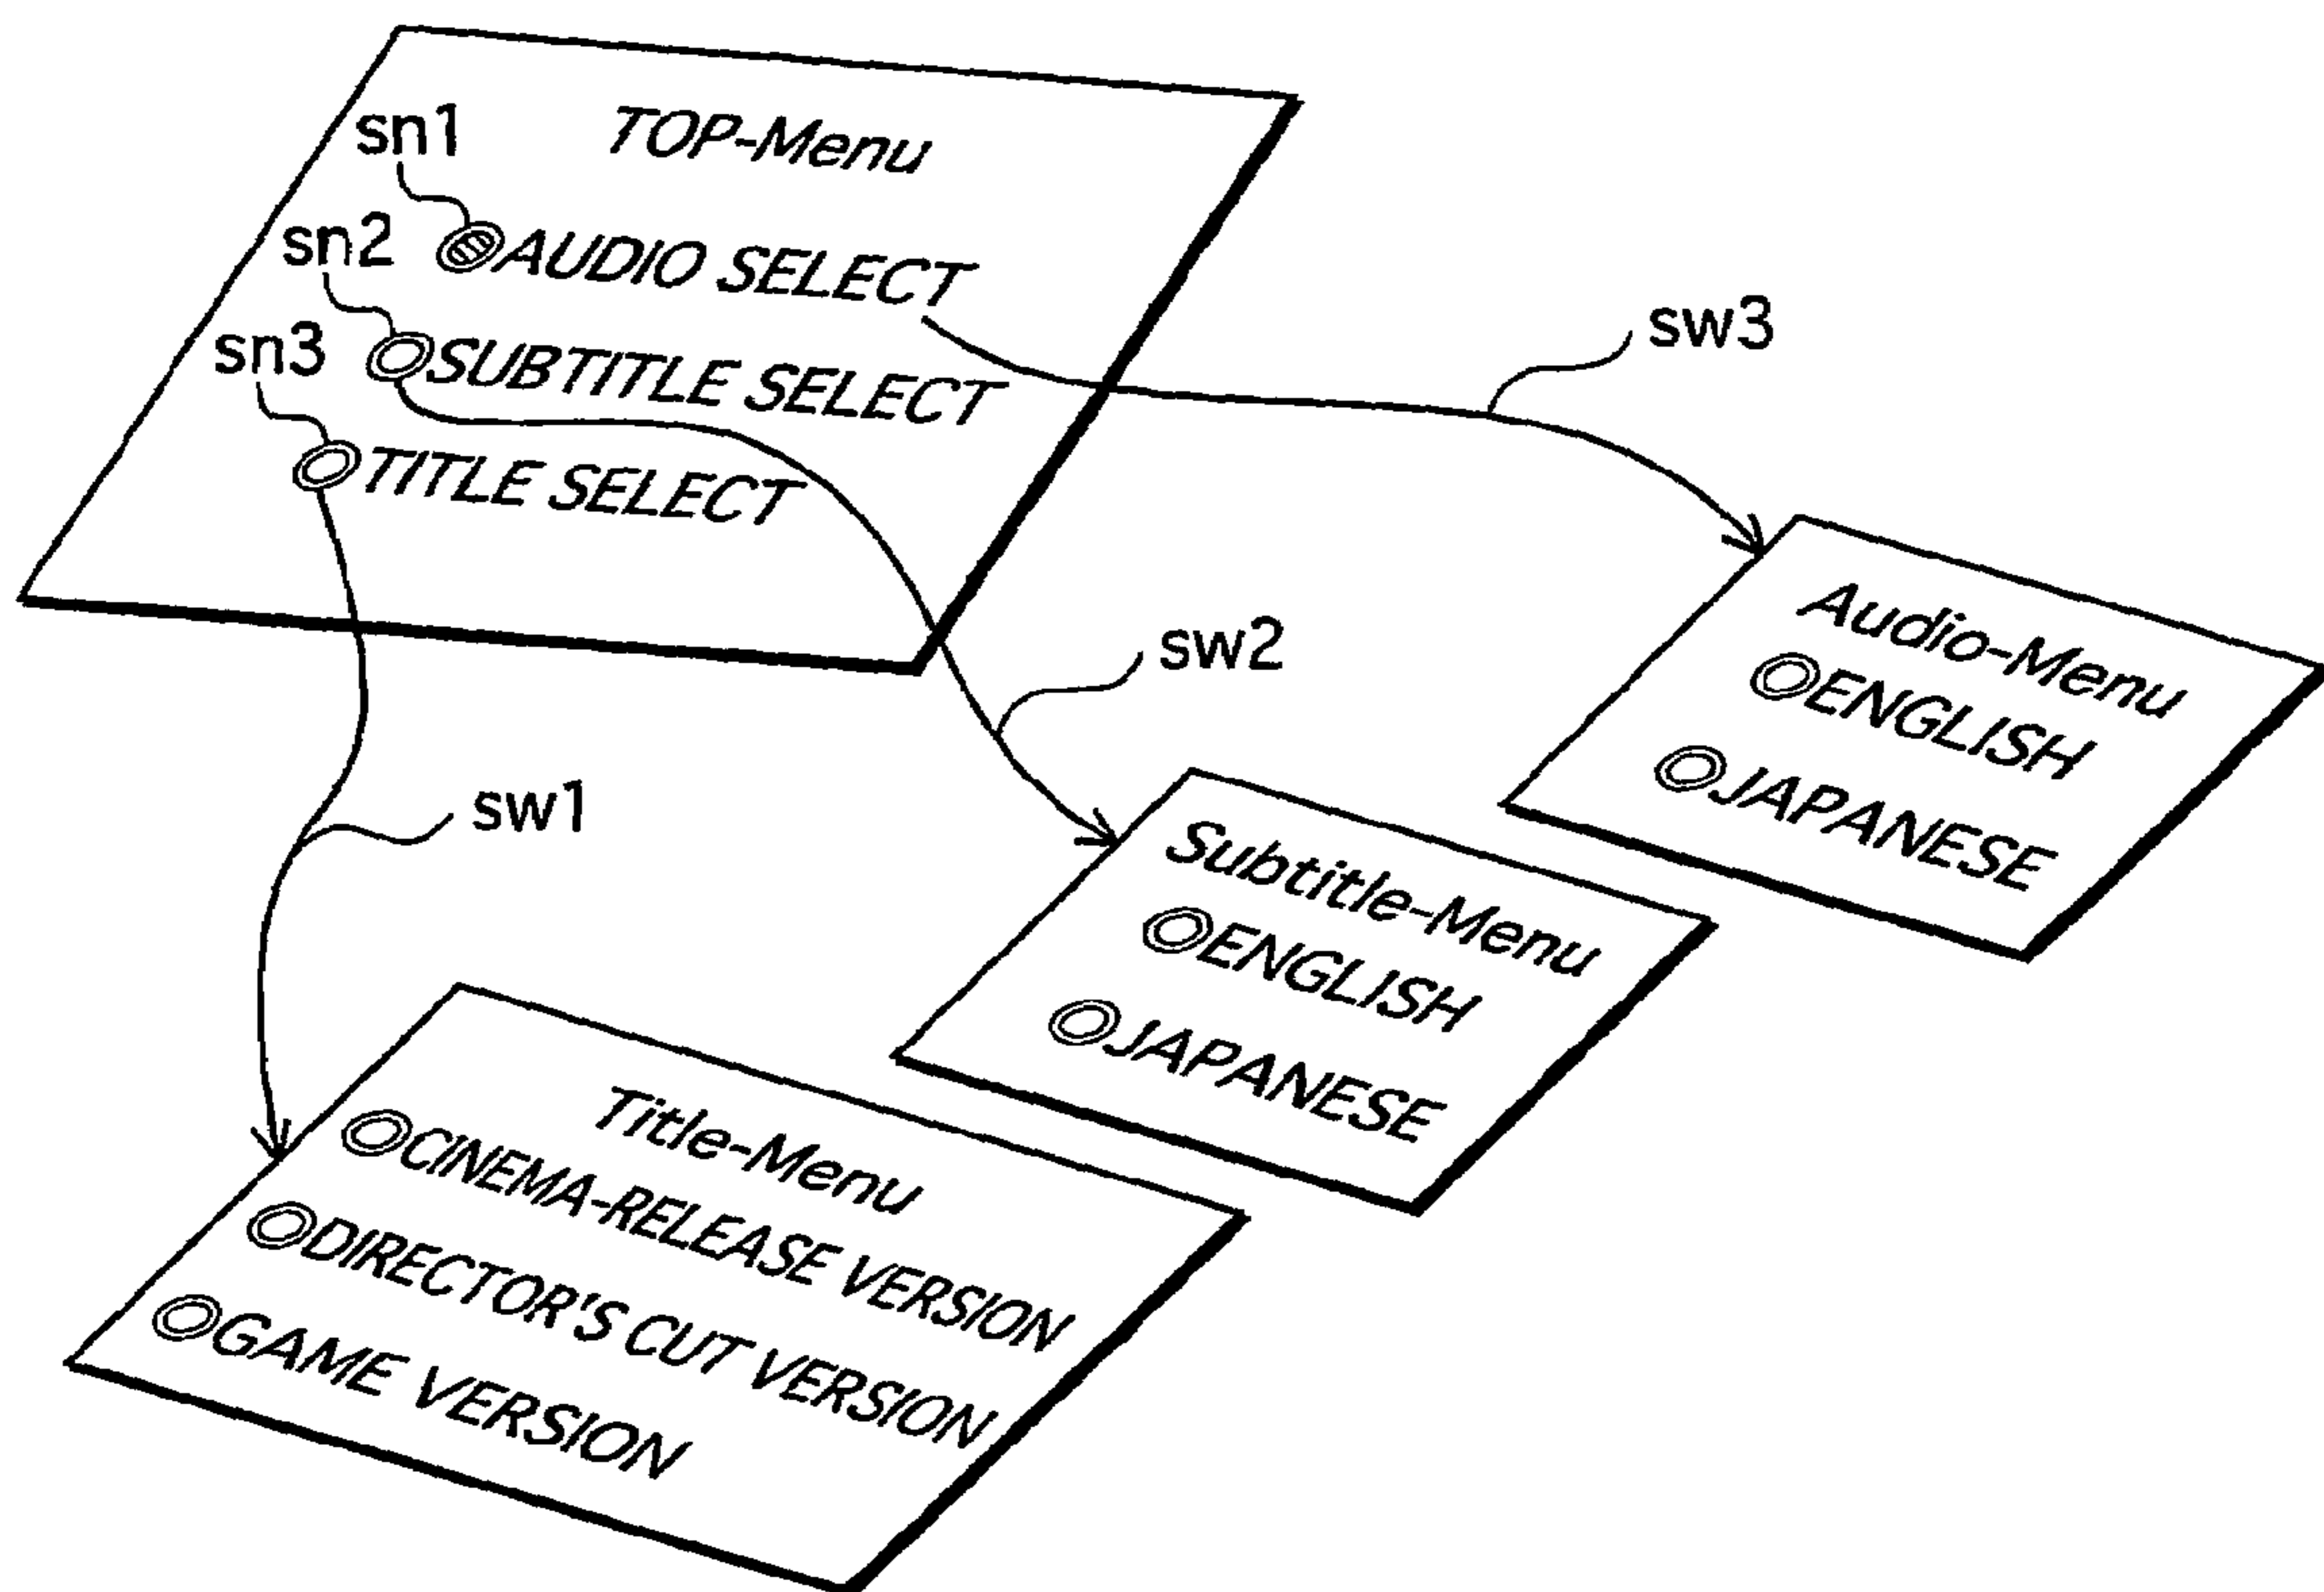 TOP-Menu
sn1
AUDIO SELECT
sn2
SUBTITLE SELECT
sn3
TITLE SELECT
sw3
sw2
sw1
Audio-Menu
ENGLISH
JAPANESE
Subtitle-Menu
ENGLISH
JAPANESE
Title-Menu
CINEMA-RELEASE VERSION
DIRECTOR'S CUT VERSION
GAME VERSION